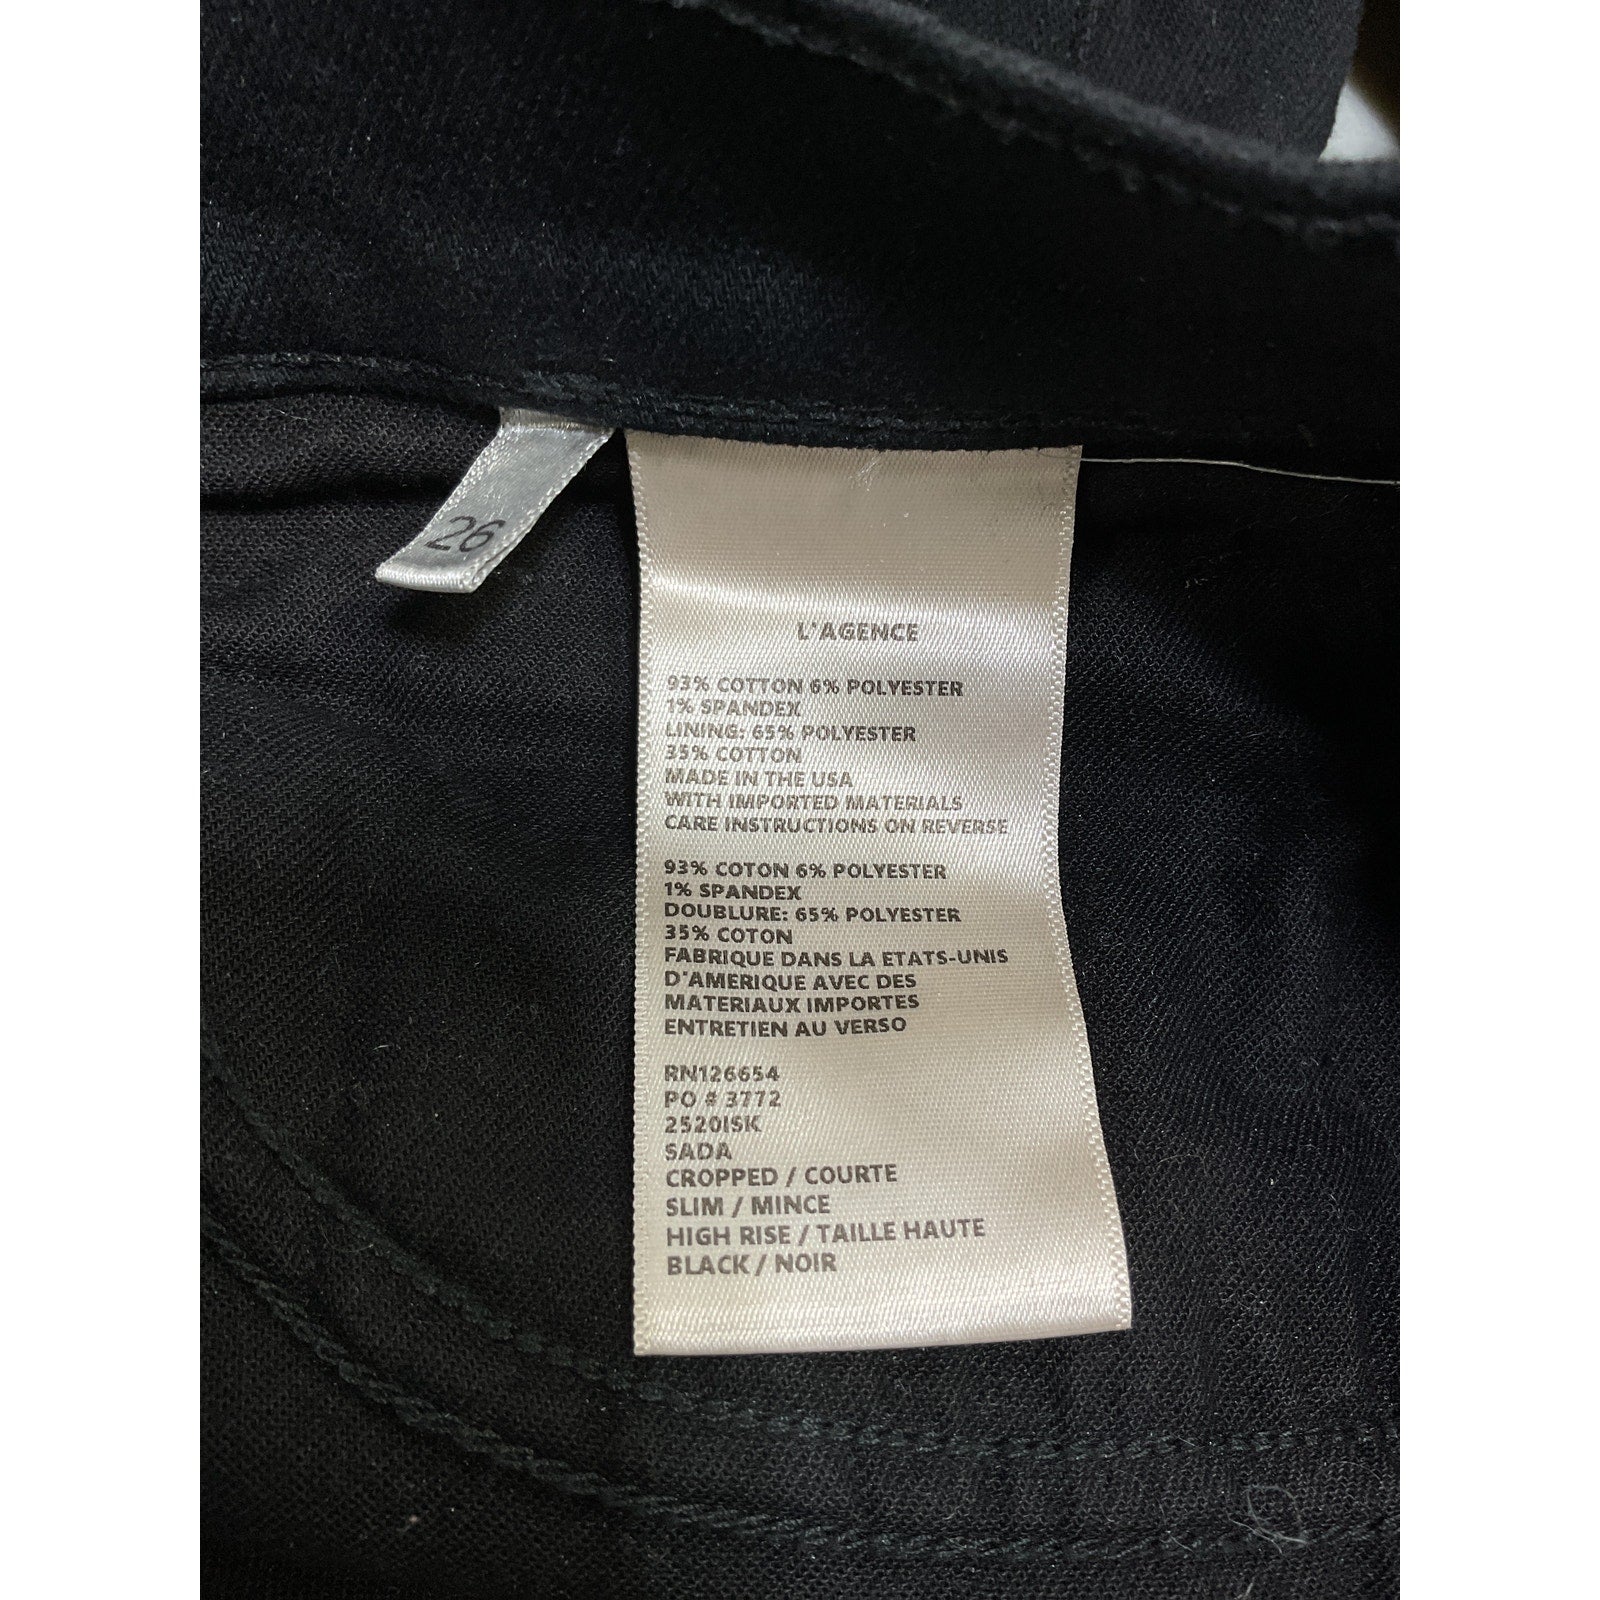 26
L'AGENCE
93% COTTON 6% POLYESTER
1% SPANDEX
LINING: 65% POLYESTER
35% COTTON
MADE IN THE USA
WITH IMPORTED MATERIALS
CARE INSTRUCTIONS ON REVERSE
93% COTON 6% POLYESTER
1% SPANDEX
DOUBLURE: 65% POLYESTER
35% COTON
FABRIQUE DANS LA ETATS-UNIS
D'AMERIQUE AVEC DES
MATERIAUX IMPORTES
ENTRETIEN AU VERSO
RN126654
PO # 3772
2520ISK
SADA
CROPPED / COURTE
SLIM / MINCE
HIGH RISE / TAILLE HAUTE
BLACK / NOIR